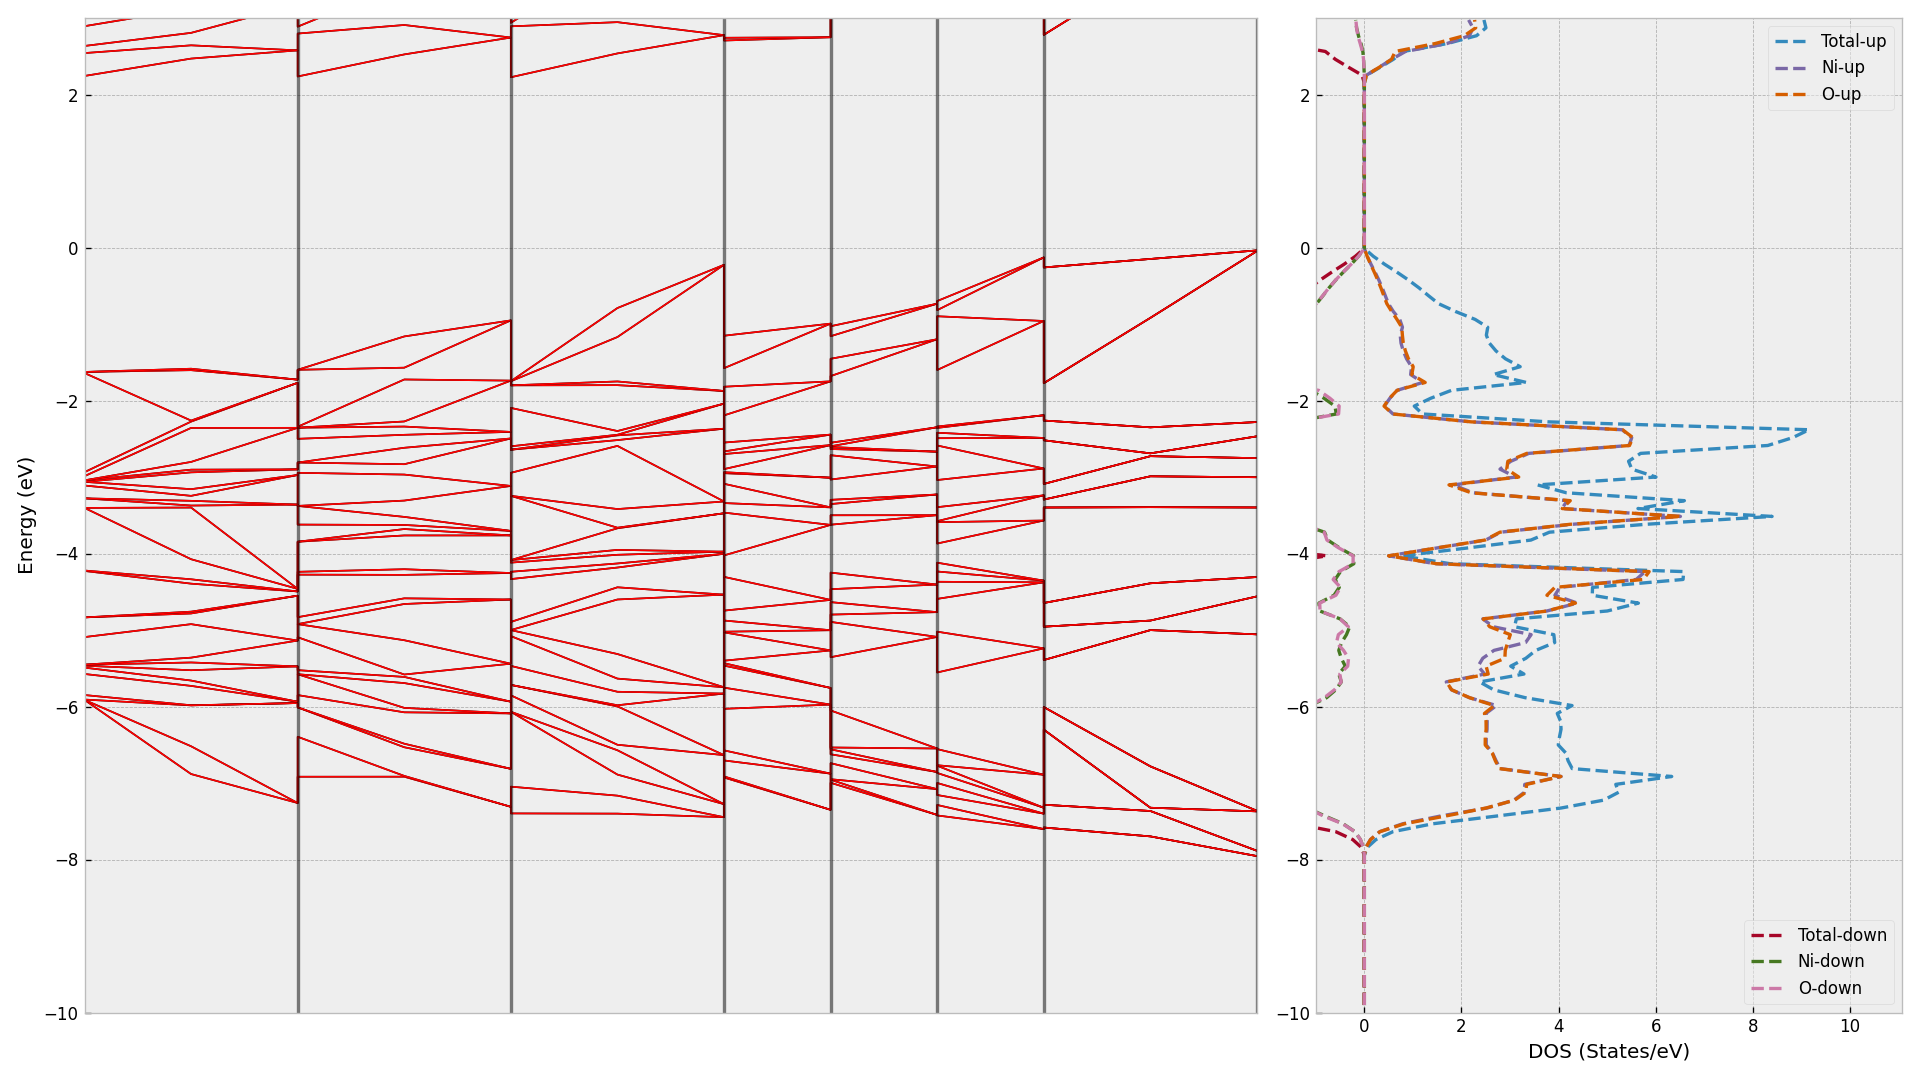 Energy (eV)
2
0
−2
−4
−6
−8
−10
Total-up
Ni-up
O-up
2
0
−2
−4
−6
−8
−10
Total-down
Ni-down
O-down
0 2 4 6 8 10
DOS (States/eV)